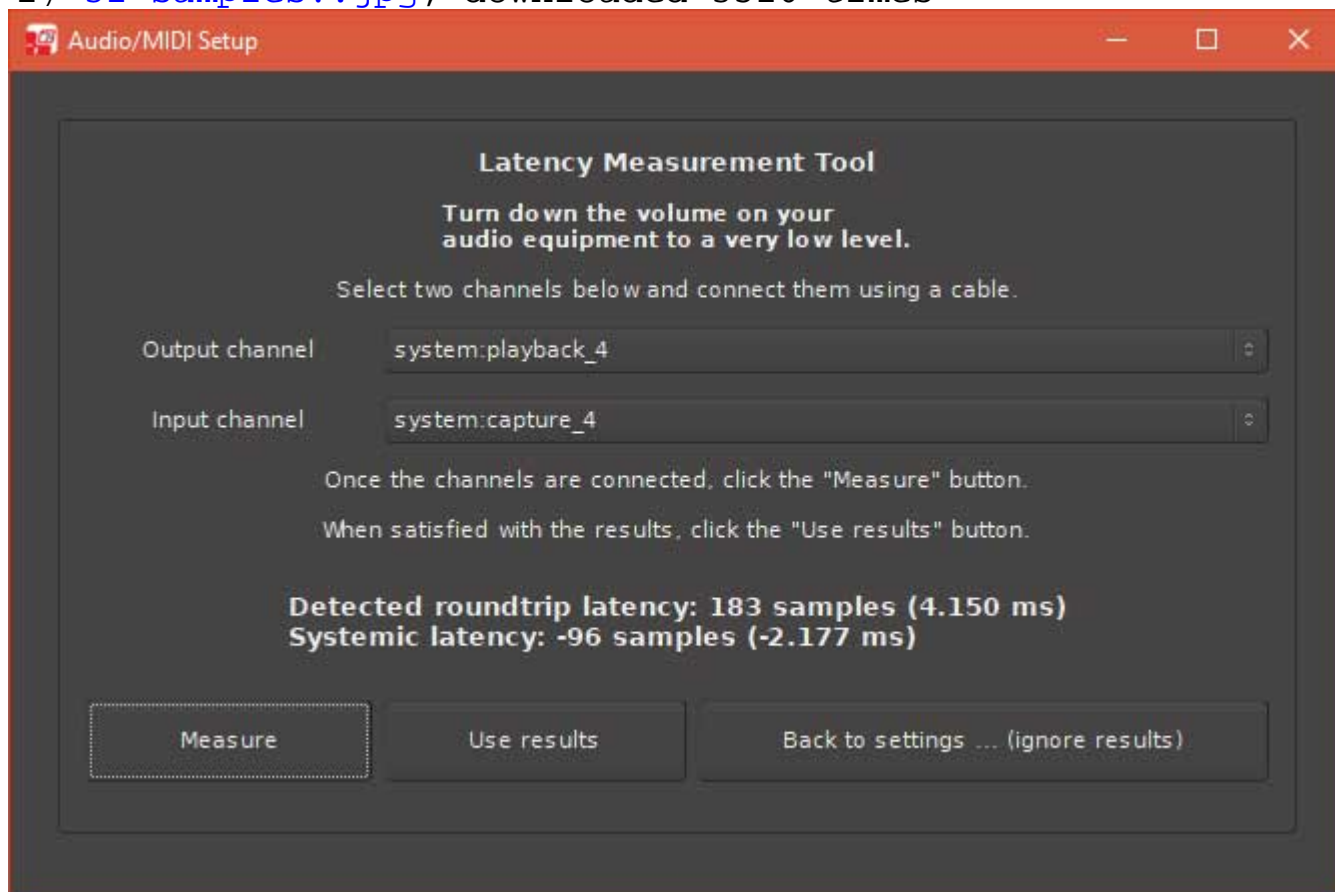 Audio/MIDI Setup
Latency Measurement Tool
Turn down the volume on your
audio equipment to a very low level.
Select two channels below and connect them using a cable.
Output channel system:playback_4
Input channel system:capture_4
Once the channels are connected, click the "Measure" button.
When satisfied with the results, click the "Use results" button.
Detected roundtrip latency: 183 samples (4.150 ms)
Systemic latency: -96 samples (-2.177 ms)
Measure Use results Back to settings ... (ignore results)